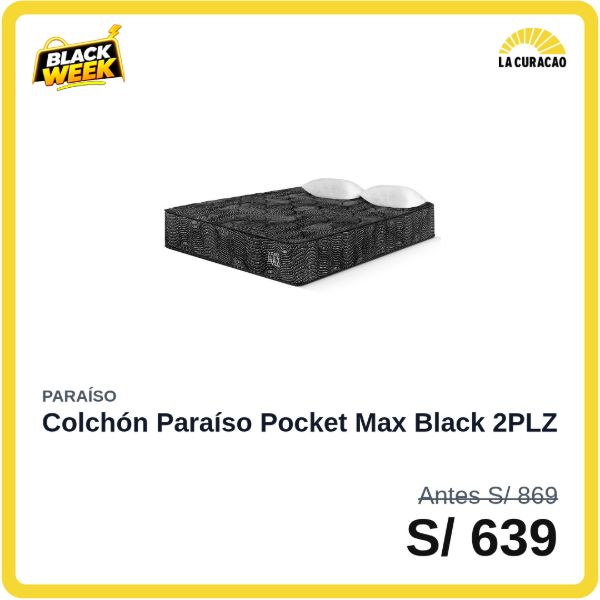 BLACK
WEEK
LA CURACAO
PARAÍSO
Colchón Paraíso Pocket Max Black 2PLZ
Antes S/ 869
S/ 639